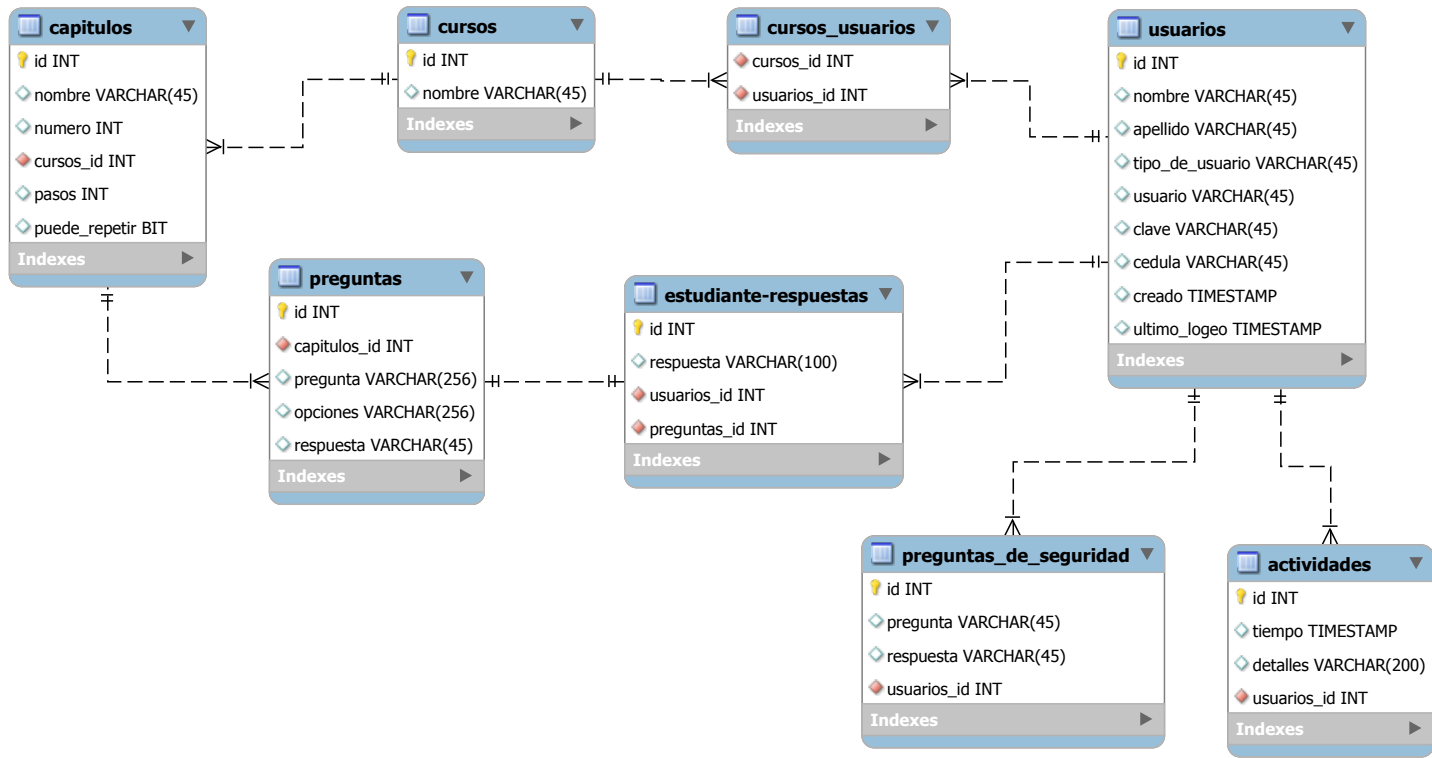 capitulos
id INT
nombre VARCHAR(45)
numero INT
cursos_id INT
pasos INT
puede_repetir BIT
Indexes
cursos
id INT
nombre VARCHAR(45)
Indexes
cursos_usuarios
cursos_id INT
usuarios_id INT
Indexes
usuarios
id INT
nombre VARCHAR(45)
apellido VARCHAR(45)
tipo_de_usuario VARCHAR(45)
usuario VARCHAR(45)
clave VARCHAR(45)
cedula VARCHAR(45)
creado TIMESTAMP
ultimo_logeo TIMESTAMP
Indexes
preguntas
id INT
capitulos_id INT
pregunta VARCHAR(256)
opciones VARCHAR(256)
respuesta VARCHAR(45)
Indexes
estudiante-respuestas
id INT
respuesta VARCHAR(100)
usuarios_id INT
preguntas_id INT
Indexes
preguntas_de_seguridad
id INT
pregunta VARCHAR(45)
respuesta VARCHAR(45)
usuarios_id INT
Indexes
actividades
id INT
tiempo TIMESTAMP
detalles VARCHAR(200)
usuarios_id INT
Indexes